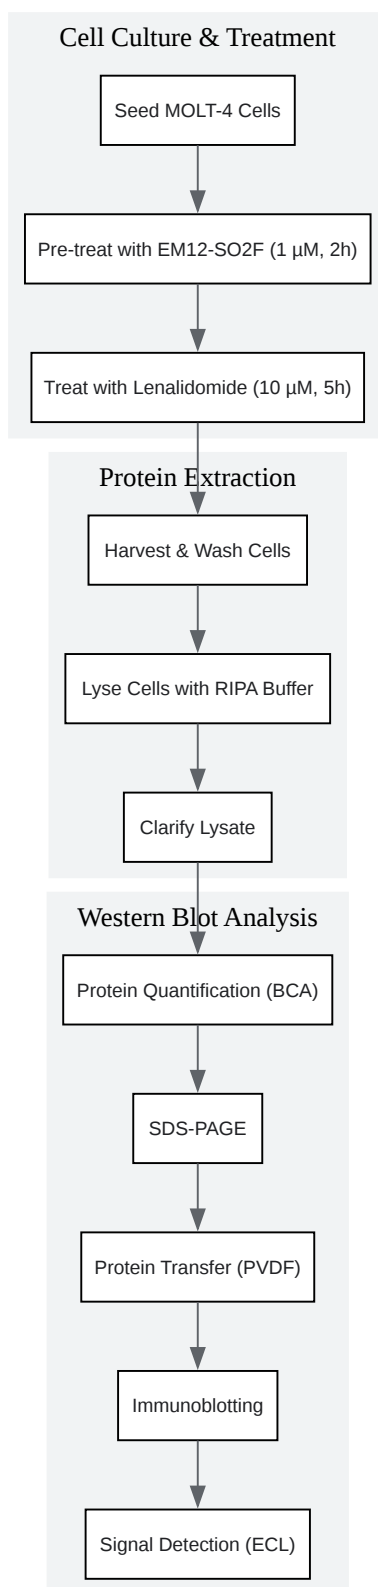 Cell Culture & Treatment
Seed MOLT-4 Cells
Pre-treat with EM12-SO2F (1 µM, 2h)
Treat with Lenalidomide (10 µM, 5h)
Protein Extraction
Harvest & Wash Cells
Lyse Cells with RIPA Buffer
Clarify Lysate
Western Blot Analysis
Protein Quantification (BCA)
SDS-PAGE
Protein Transfer (PVDF)
Immunoblotting
Signal Detection (ECL)